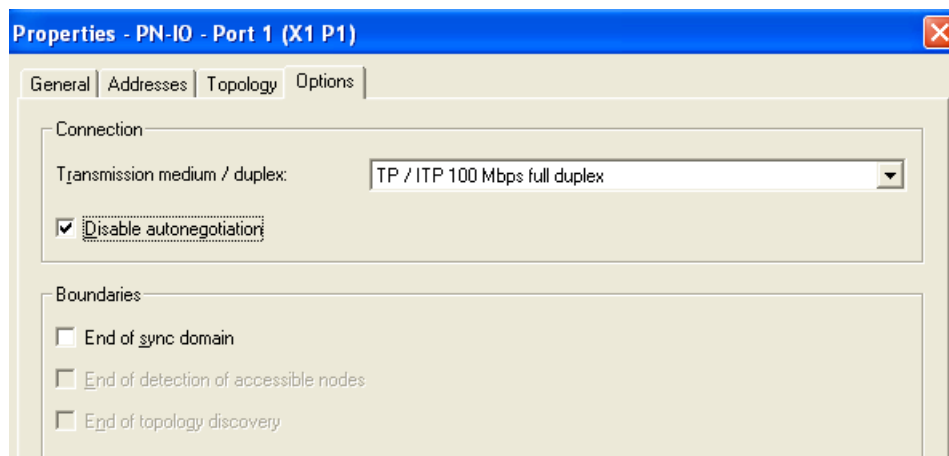 Properties - PN-IO - Port 1 (X1 P1)
General Addresses Topology Options
Connection
Transmission medium / duplex: TP / ITP 100 Mbps full duplex
Disable autonegotiation
Boundaries
End of sync domain
End of detection of accessible nodes
End of topology discovery